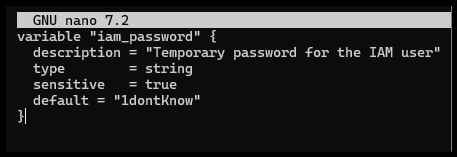 GNU nano 7.2
variable "iam_password" {
  description = "Temporary password for the IAM user"
  type        = string
  sensitive   = true
  default = "1dontKnow"
}